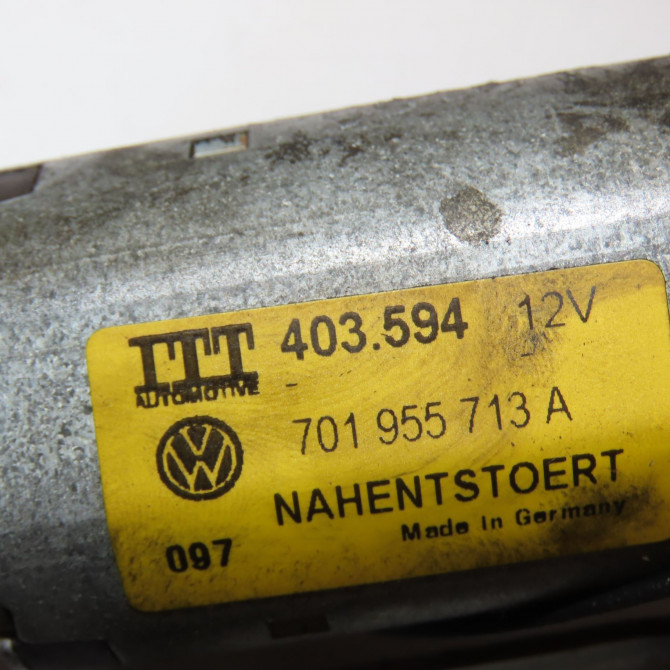 ITT 403.594 12V
AUTOMOTIVE
701 955 713 A
NAHENTSTOERT
Made in Germany
097